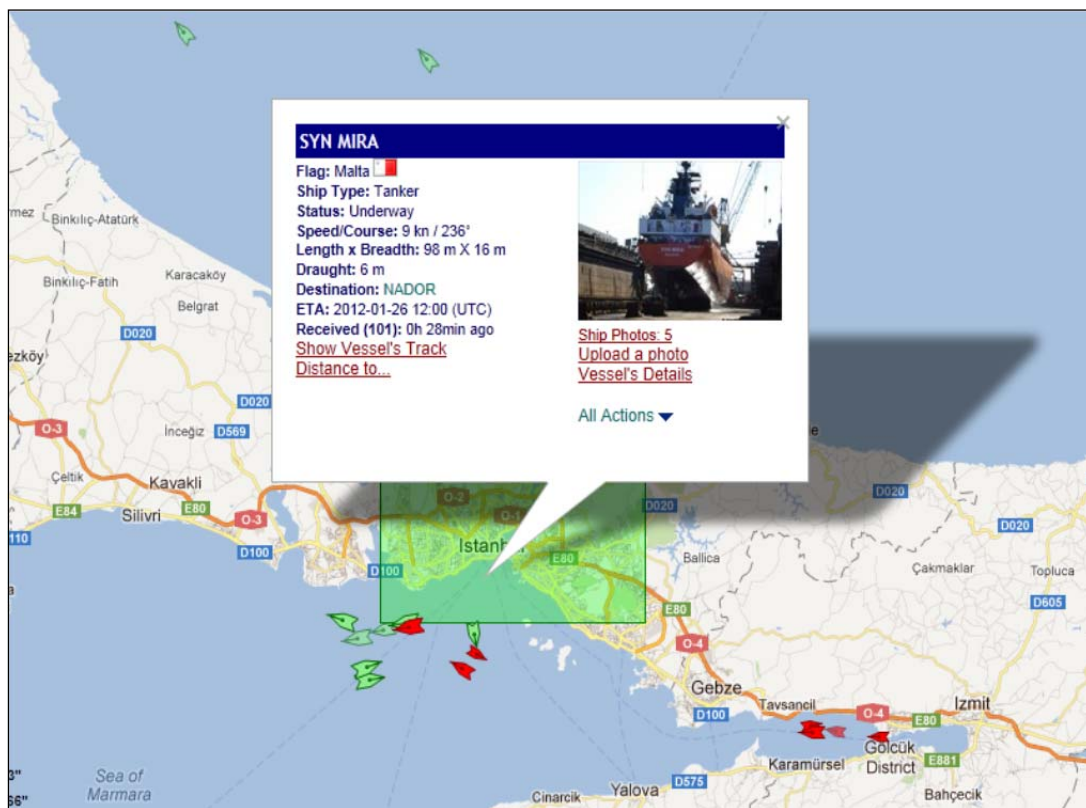 SYN MIRA
Flag: Malta
Ship Type: Tanker
Status: Underway
Speed/Course: 9 kn / 236°
Length x Breadth: 98 m X 16 m
Draught: 6 m
Destination: NADOR
ETA: 2012-01-26 12:00 (UTC)
Received (101): 0h 28min ago
Show Vessel's Track
Distance to...
Ship Photos: 5
Upload a photo
Vessel's Details
All Actions
mez
Binkılıç-Atatürk
Binkılıç-Fatih
Karacaköy
Belgrat
D020
ezköy
D020
O-3
İnceğiz
D569
Çeltik
Kavakli
E84
Silivri
E80
O-3
110
D100
D100
O-2
O-1
Istanbul
E80
e
D020
D020
Ballica
Çakmaklar
Topluca
D605
E80
O-4
Gebze
D100
Tavsancil
O-4
E80
Izmit
Karamürsel
Gölcük
District
E881
Bahçecik
Sea of
Marmara
Cinarcik
Yalova
D575
3"
66"